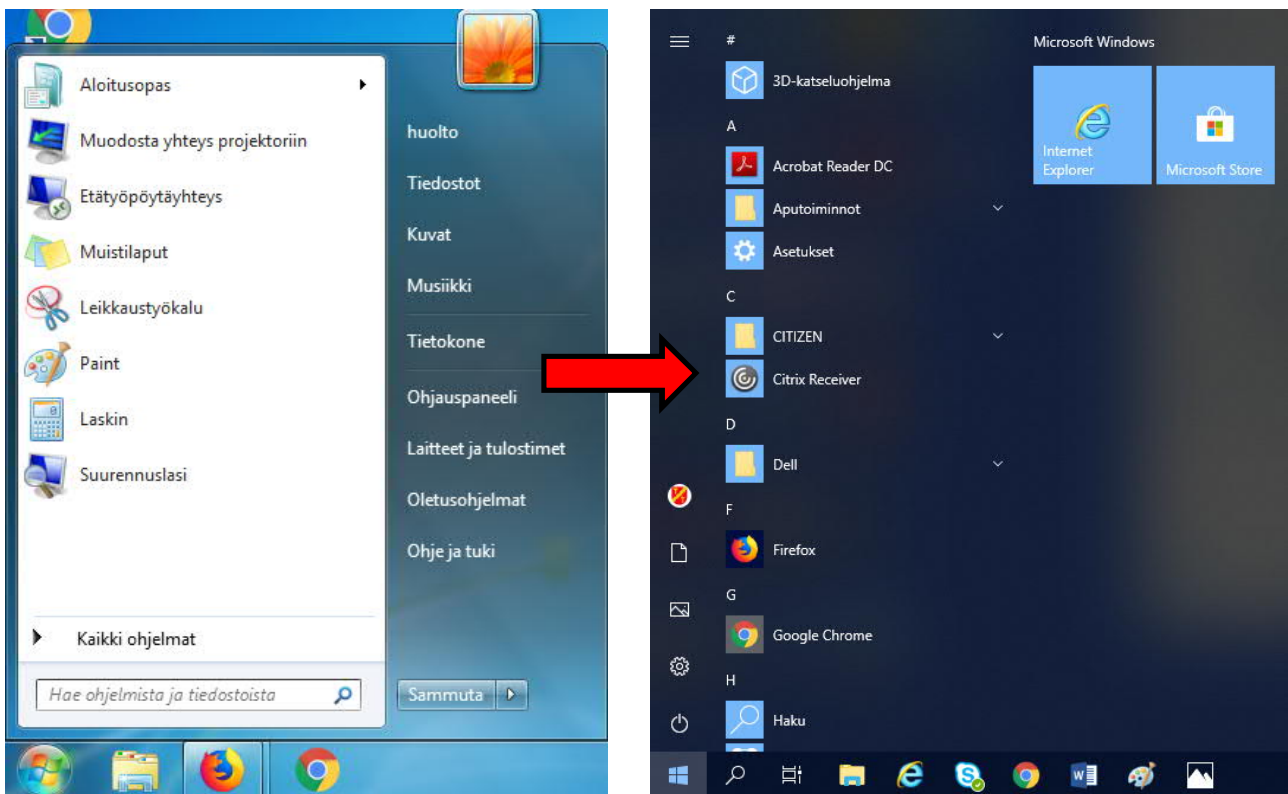 Aloitusopas
Muodosta yhteys projektoriin
Etätyöpöytäyhteys
Muistilaput
Leikkaustyökalu
Paint
Laskin
Suurennuslasi
Kaikki ohjelmat
Hae ohjelmista ja tiedostoista
huolto
Tiedostot
Kuvat
Musiikki
Tietokone
Ohjauspaneeli
Laitteet ja tulostimet
Oletusohjelmat
Ohje ja tuki
Sammuta
#
3D-katseluohjelma
A
Acrobat Reader DC
Aputoiminnot
Asetukset
C
CITIZEN
Citrix Receiver
D
Dell
F
Firefox
G
Google Chrome
H
Haku
Microsoft Windows
Internet
Explorer
Microsoft Store